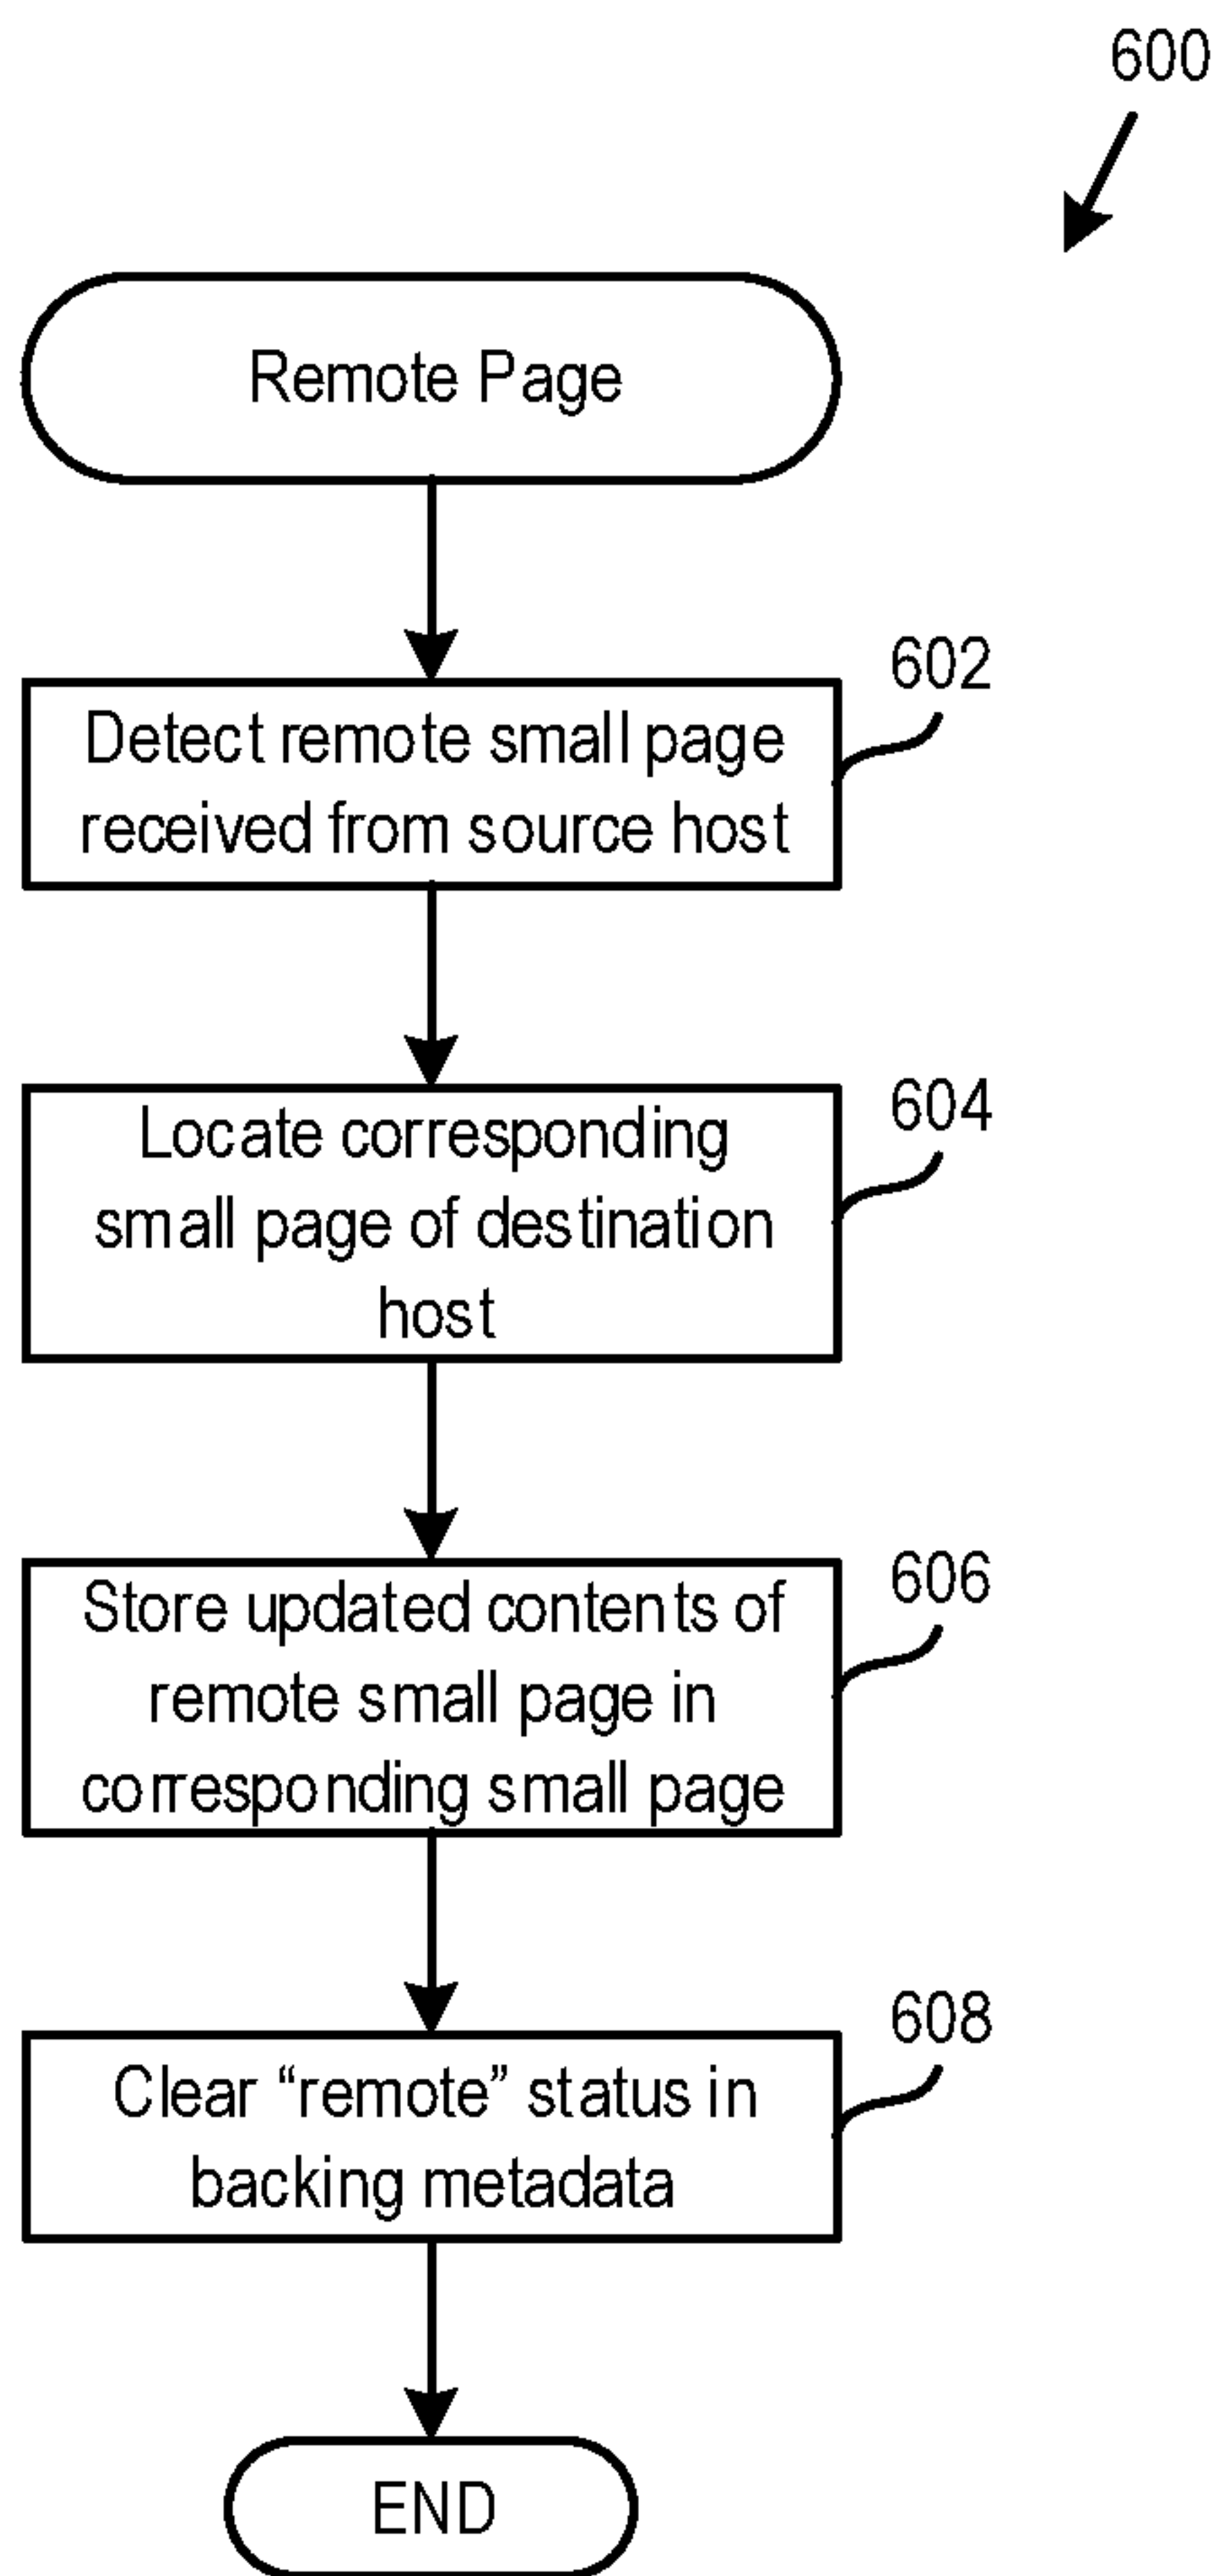 600
Remote Page
602
Detect remote small page
received from source host
604
Locate corresponding
small page of destination
host
606
Store updated contents of
remote small page in
corresponding small page
608
Clear “remote” status in
backing metadata
END